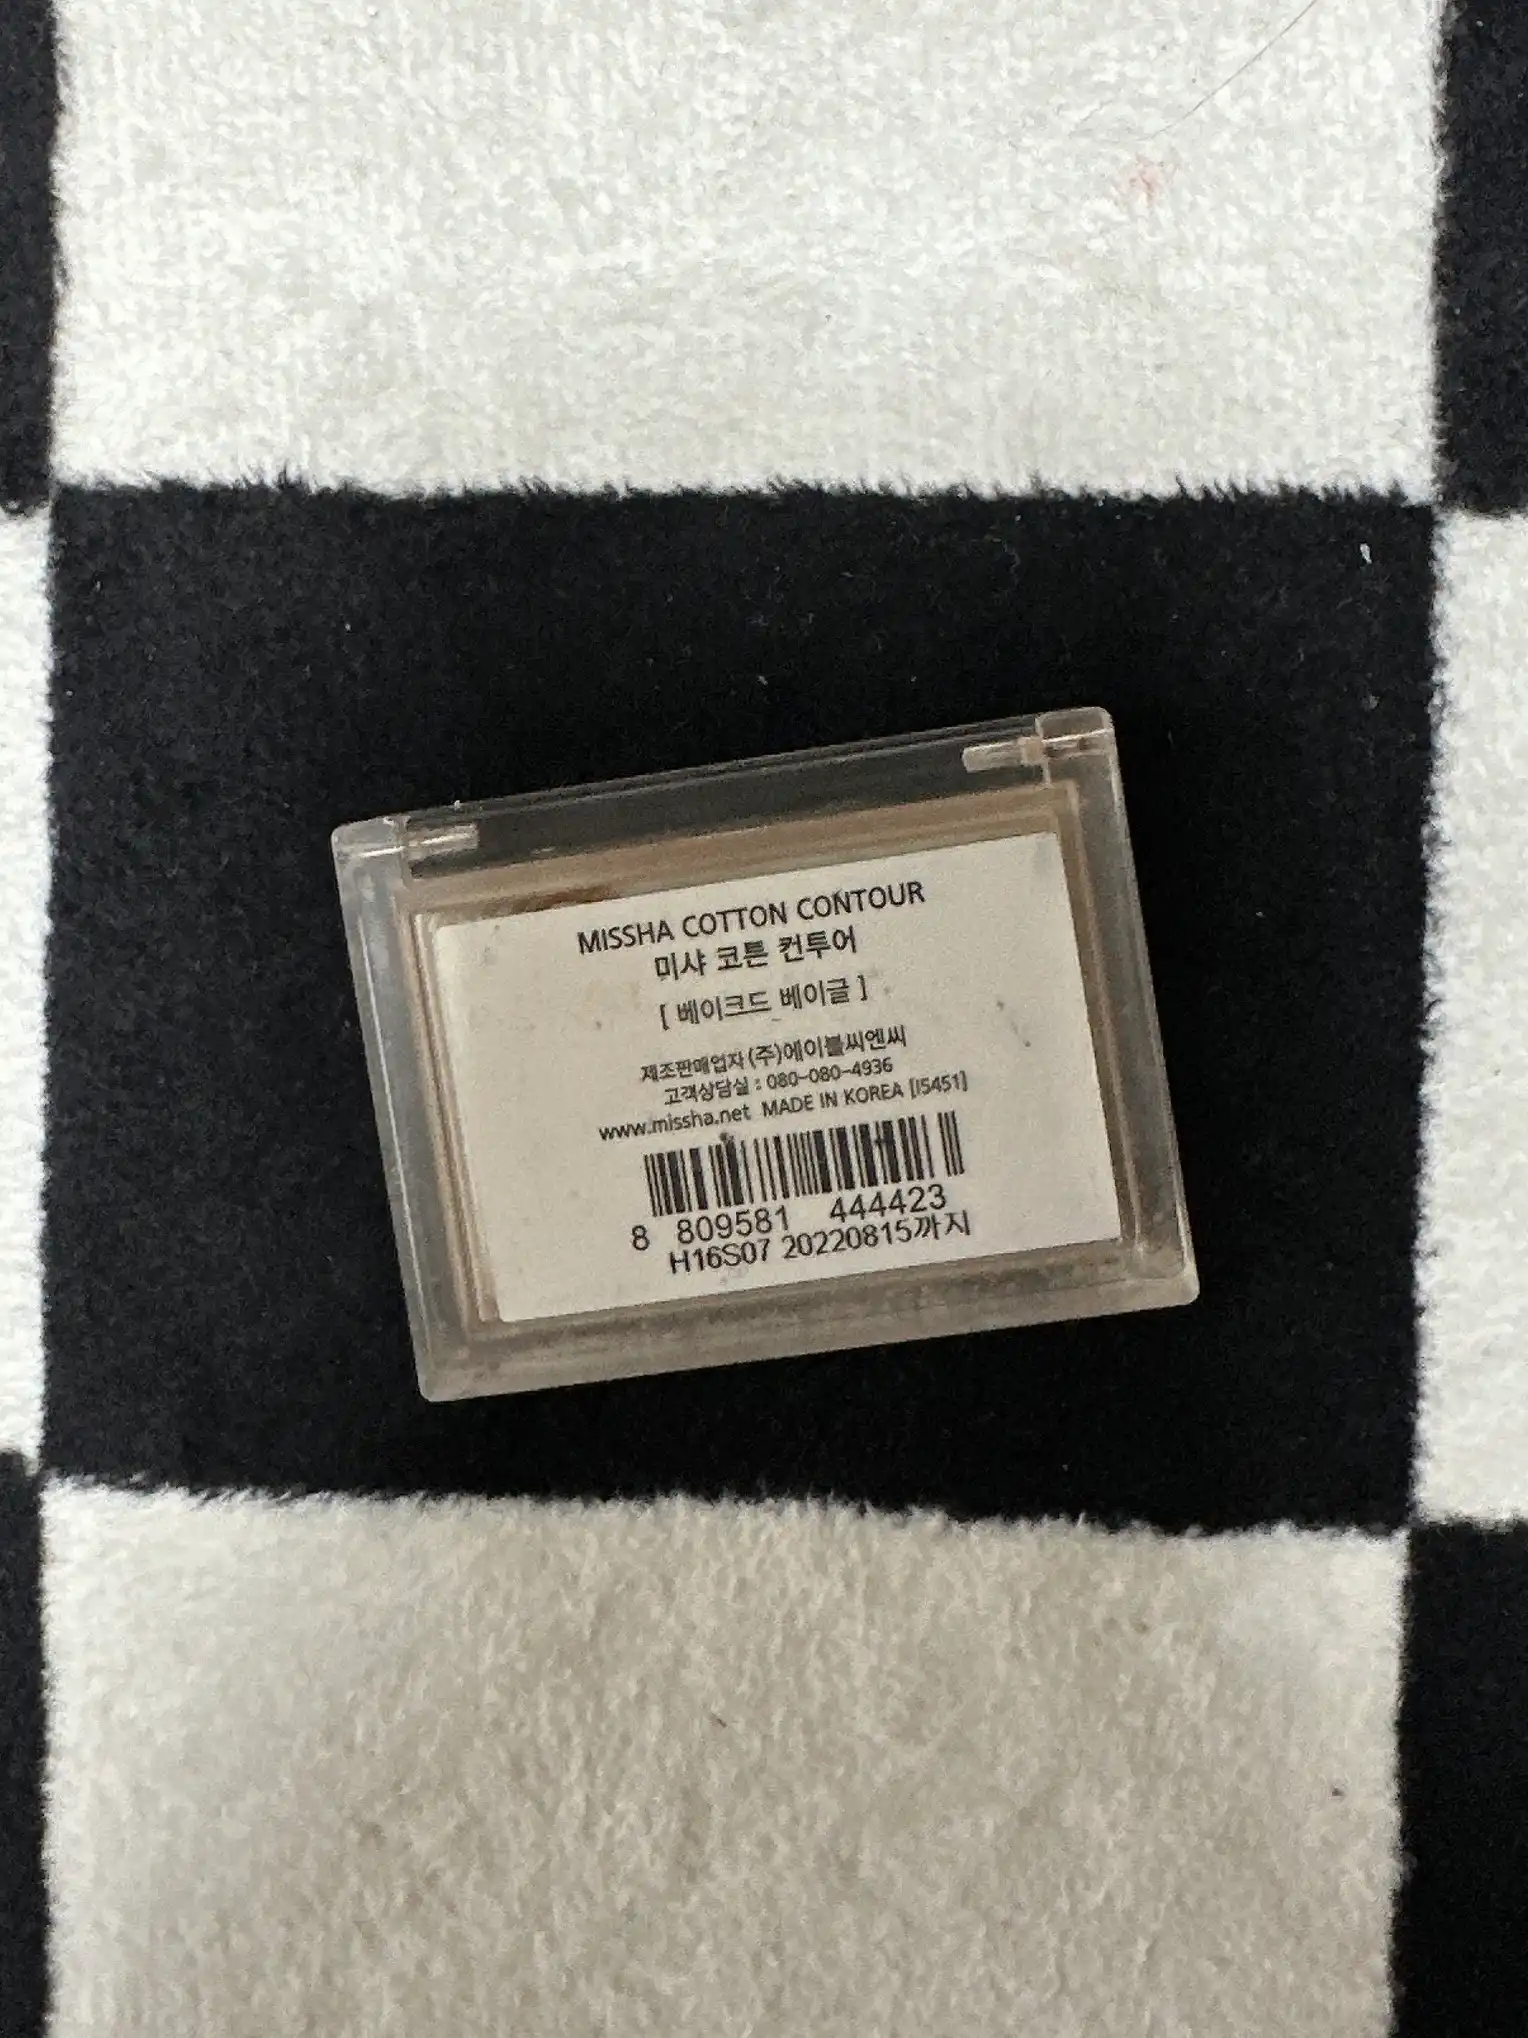 MISSHA COTTON CONTOUR
미샤 코튼 컨투어
[ 베이크드 베이글 ]
제조판매업자 (주)에이블씨엔씨
고객상담실 : 080-080-4936
www.missha.net MADE IN KOREA [I5451]
8 809581 444423
H16S07 20220815까지